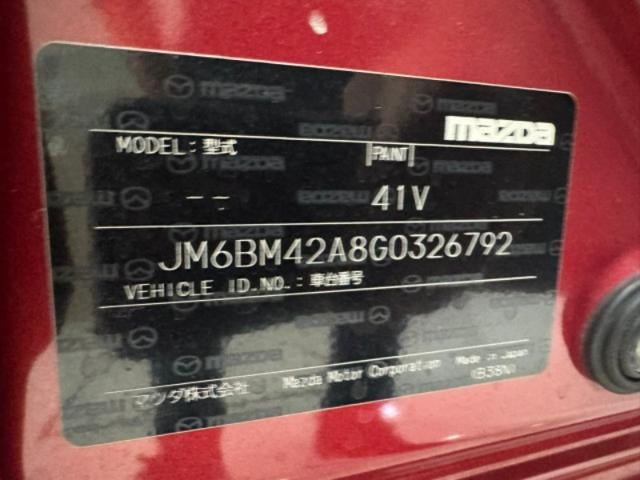 mazda
MODEL: 型式 PAINT
-- 41V
JM6BM42A8G0326792
VEHICLE ID.NO.: 車台番号
マツダ株式会社 Mazda Motor Corporation Made in Japan
(B38N)